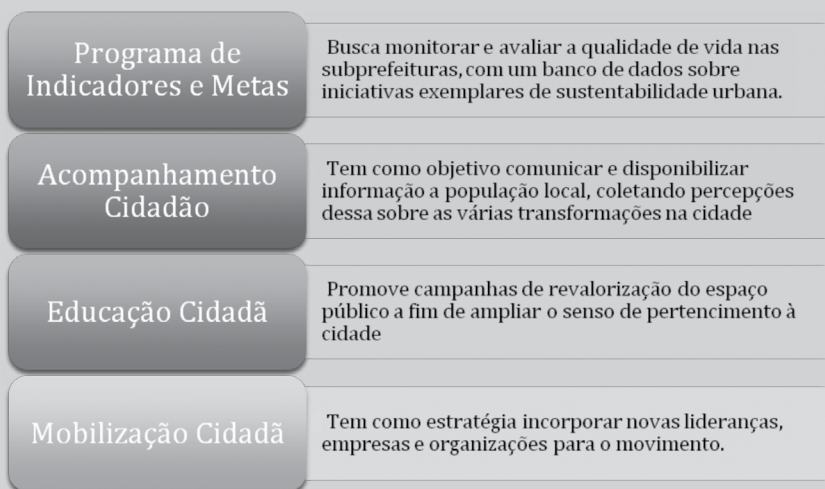 Programa de
Indicadores e Metas
Busca monitorar e avaliar a qualidade de vida nas
subprefeituras, com um banco de dados sobre
iniciativas exemplares de sustentabilidade urbana.
Acompanhamento
Cidadão
Tem como objetivo comunicar e disponibilizar
informação a população local, coletando percepções
dessa sobre as várias transformações na cidade
Educação Cidadã
Promove campanhas de revalorização do espaço
público a fim de ampliar o senso de pertencimento à
cidade
Mobilização Cidadã
Tem como estratégia incorporar novas lideranças,
empresas e organizações para o movimento.